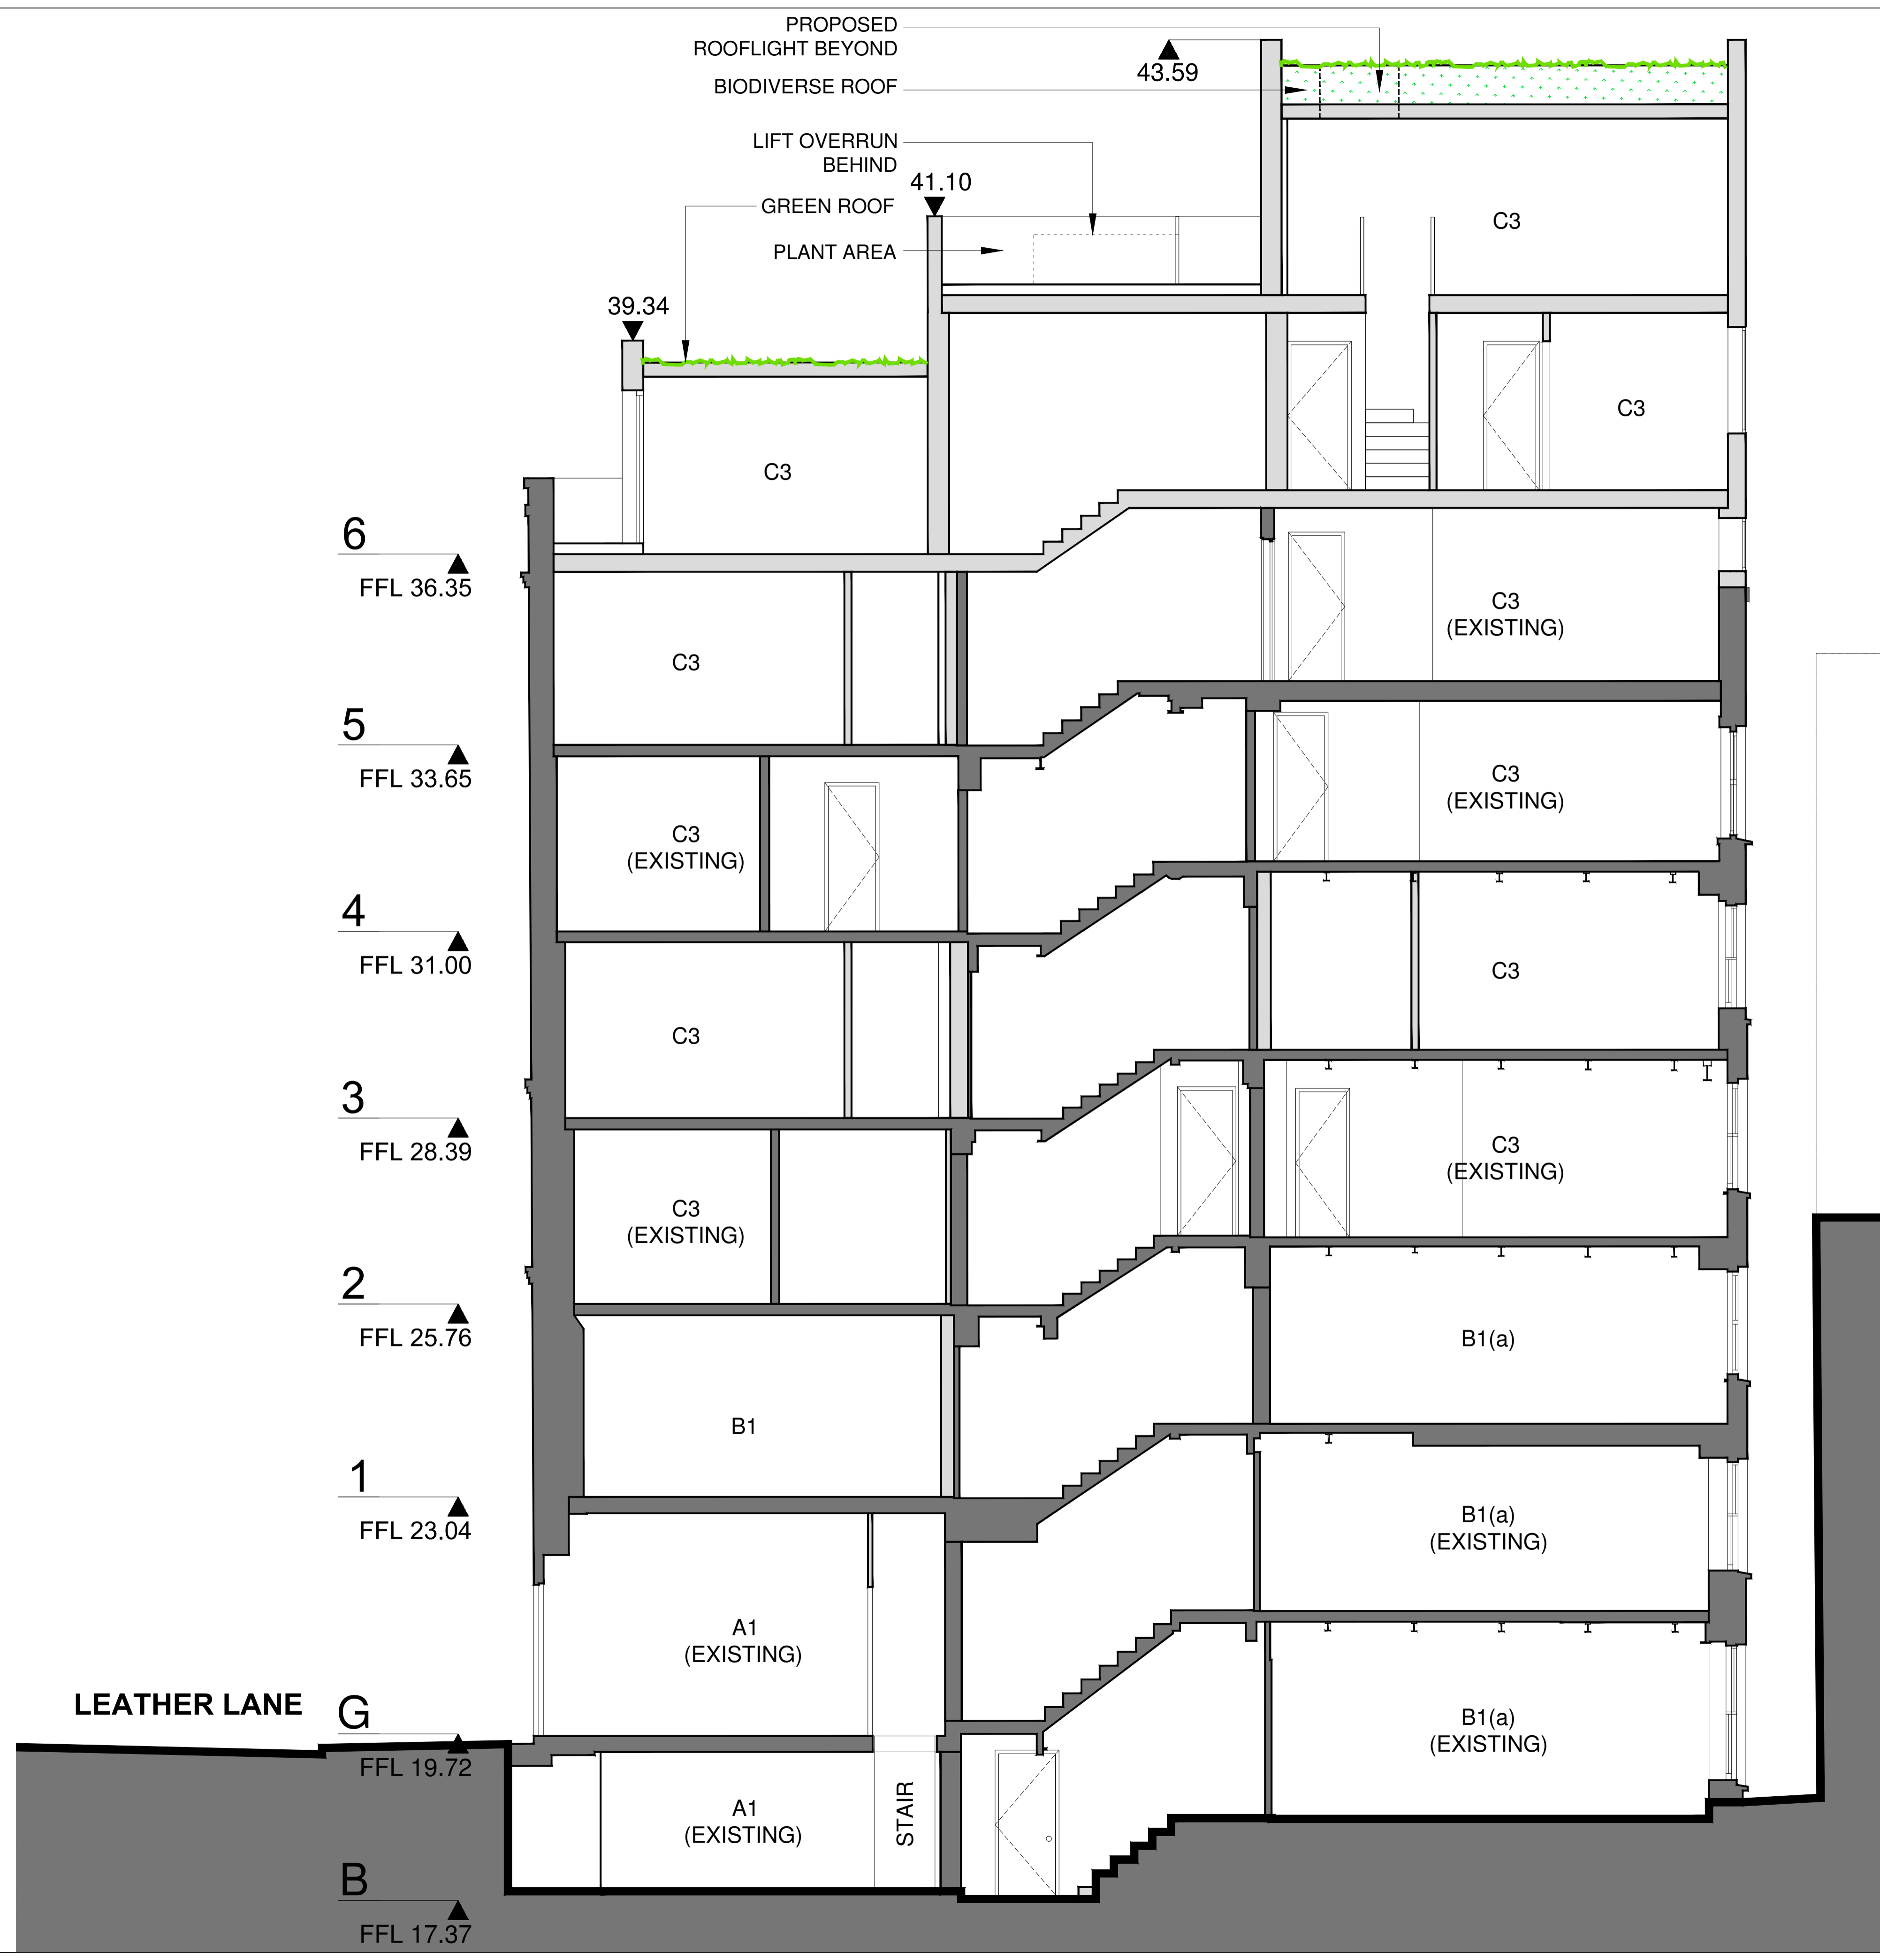 PROPOSED
ROOFLIGHT BEYOND
43.59
BIODIVERSE ROOF
LIFT OVERRUN
BEHIND
41.10
GREEN ROOF
C3
PLANT AREA
39.34
C3
C3
6
FFL 36.35
C3
(EXISTING)
C3
5
FFL 33.65
C3
(EXISTING)
C3
(EXISTING)
4
FFL 31.00
C3
C3
3
FFL 28.39
C3
(EXISTING)
C3
(EXISTING)
2
FFL 25.76
B1(a)
B1
1
FFL 23.04
B1(a)
(EXISTING)
A1
(EXISTING)
LEATHER LANE
G
FFL 19.72
B1(a)
(EXISTING)
A1
(EXISTING)
STAIR
B
FFL 17.37